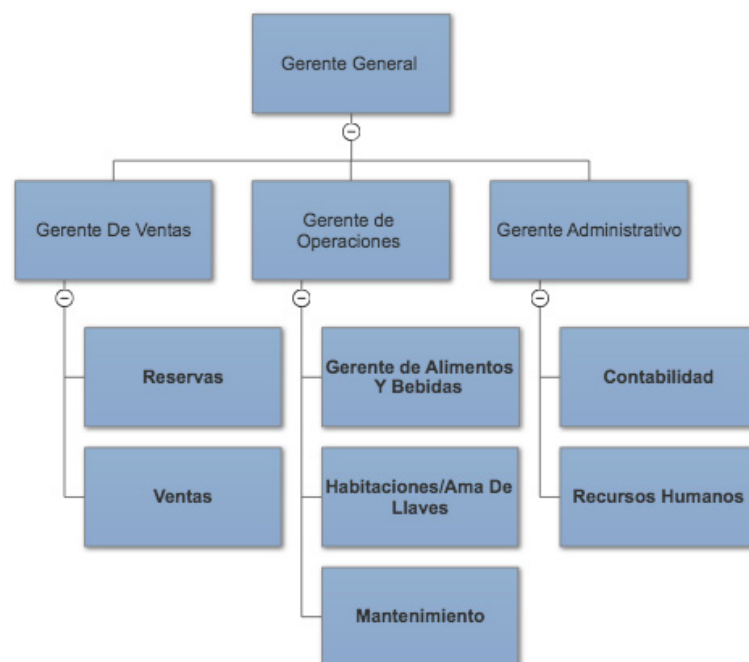 Gerente General
Gerente De Ventas
Gerente de
Operaciones
Gerente Administrativo
Reservas
Gerente de Alimentos
Y Bebidas
Contabilidad
Ventas
Habitaciones/Ama De
Llaves
Recursos Humanos
Mantenimiento